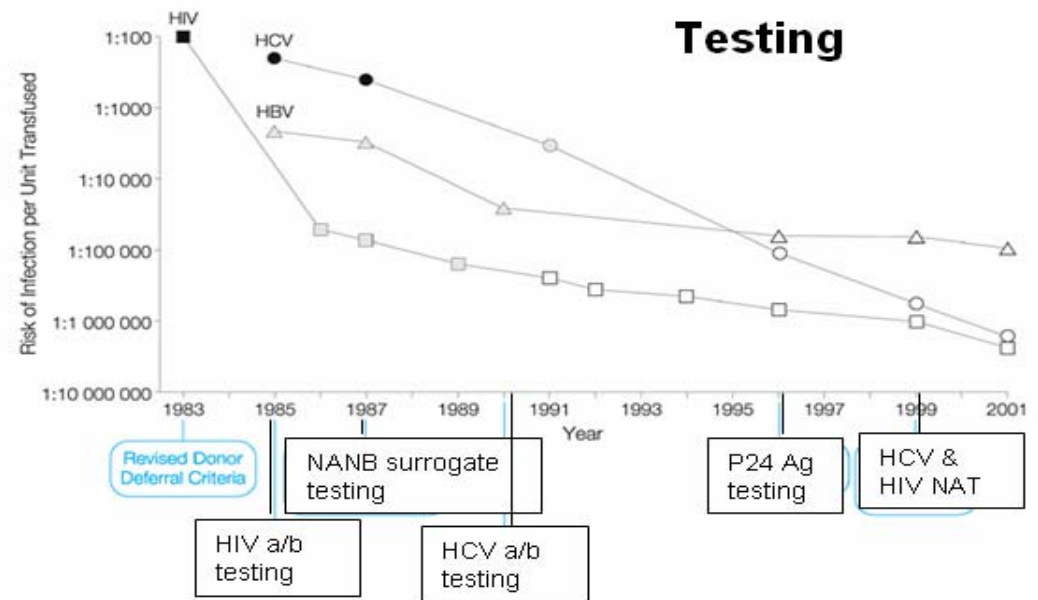 Testing
HIV
HCV
HBV
Risk of Infection per Unit Transfused
1:100
1:1000
1:10 000
1:100 000
1:1 000 000
1:10 000 000
1983 1985 1987 1989 1991 1993 1995 1997 1999 2001
Year
Revised Donor
Deferral Criteria
NANB surrogate
testing
P24 Ag
testing
HCV &
HIV NAT
HIV a/b
testing
HCV a/b
testing